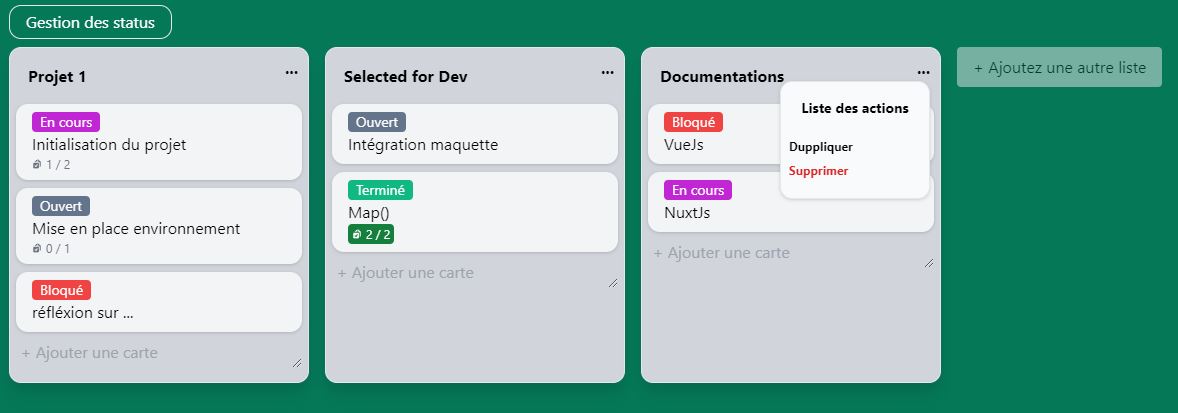 Gestion des status
Projet 1
...
En cours
Initialisation du projet
1 / 2
Ouvert
Mise en place environnement
0 / 1
Bloqué
réfléxion sur ...
+ Ajouter une carte
Selected for Dev
...
Ouvert
Intégration maquette
Terminé
Map()
2 / 2
+ Ajouter une carte
Documentations
...
Bloqué
VueJs
En cours
NuxtJs
+ Ajouter une carte
Liste des actions
Duppliquer
Supprimer
+ Ajoutez une autre liste